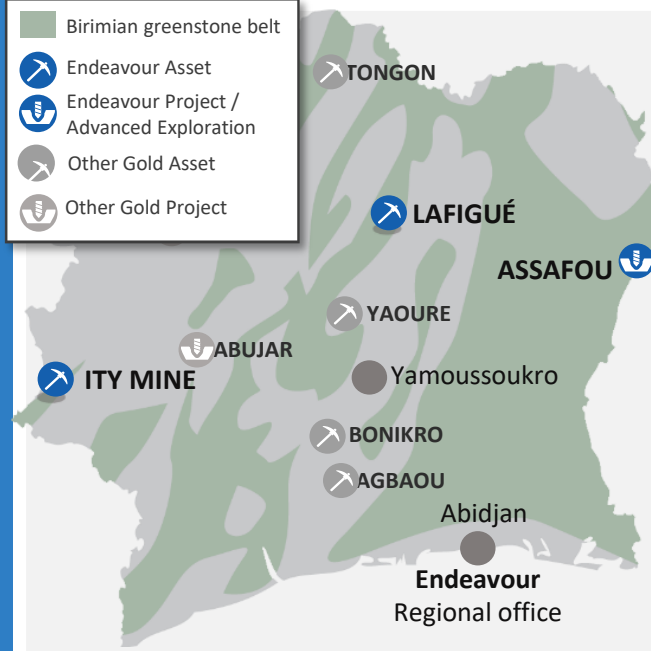 Birimian greenstone belt
Endeavour Asset
Endeavour Project /
Advanced Exploration
Other Gold Asset
Other Gold Project
TONGON
LAFIGUÉ
ASSAFOU
YAOURE
ABUJAR
ITY MINE
Yamoussoukro
BONIKRO
AGBAOU
Abidjan
Endeavour
Regional office